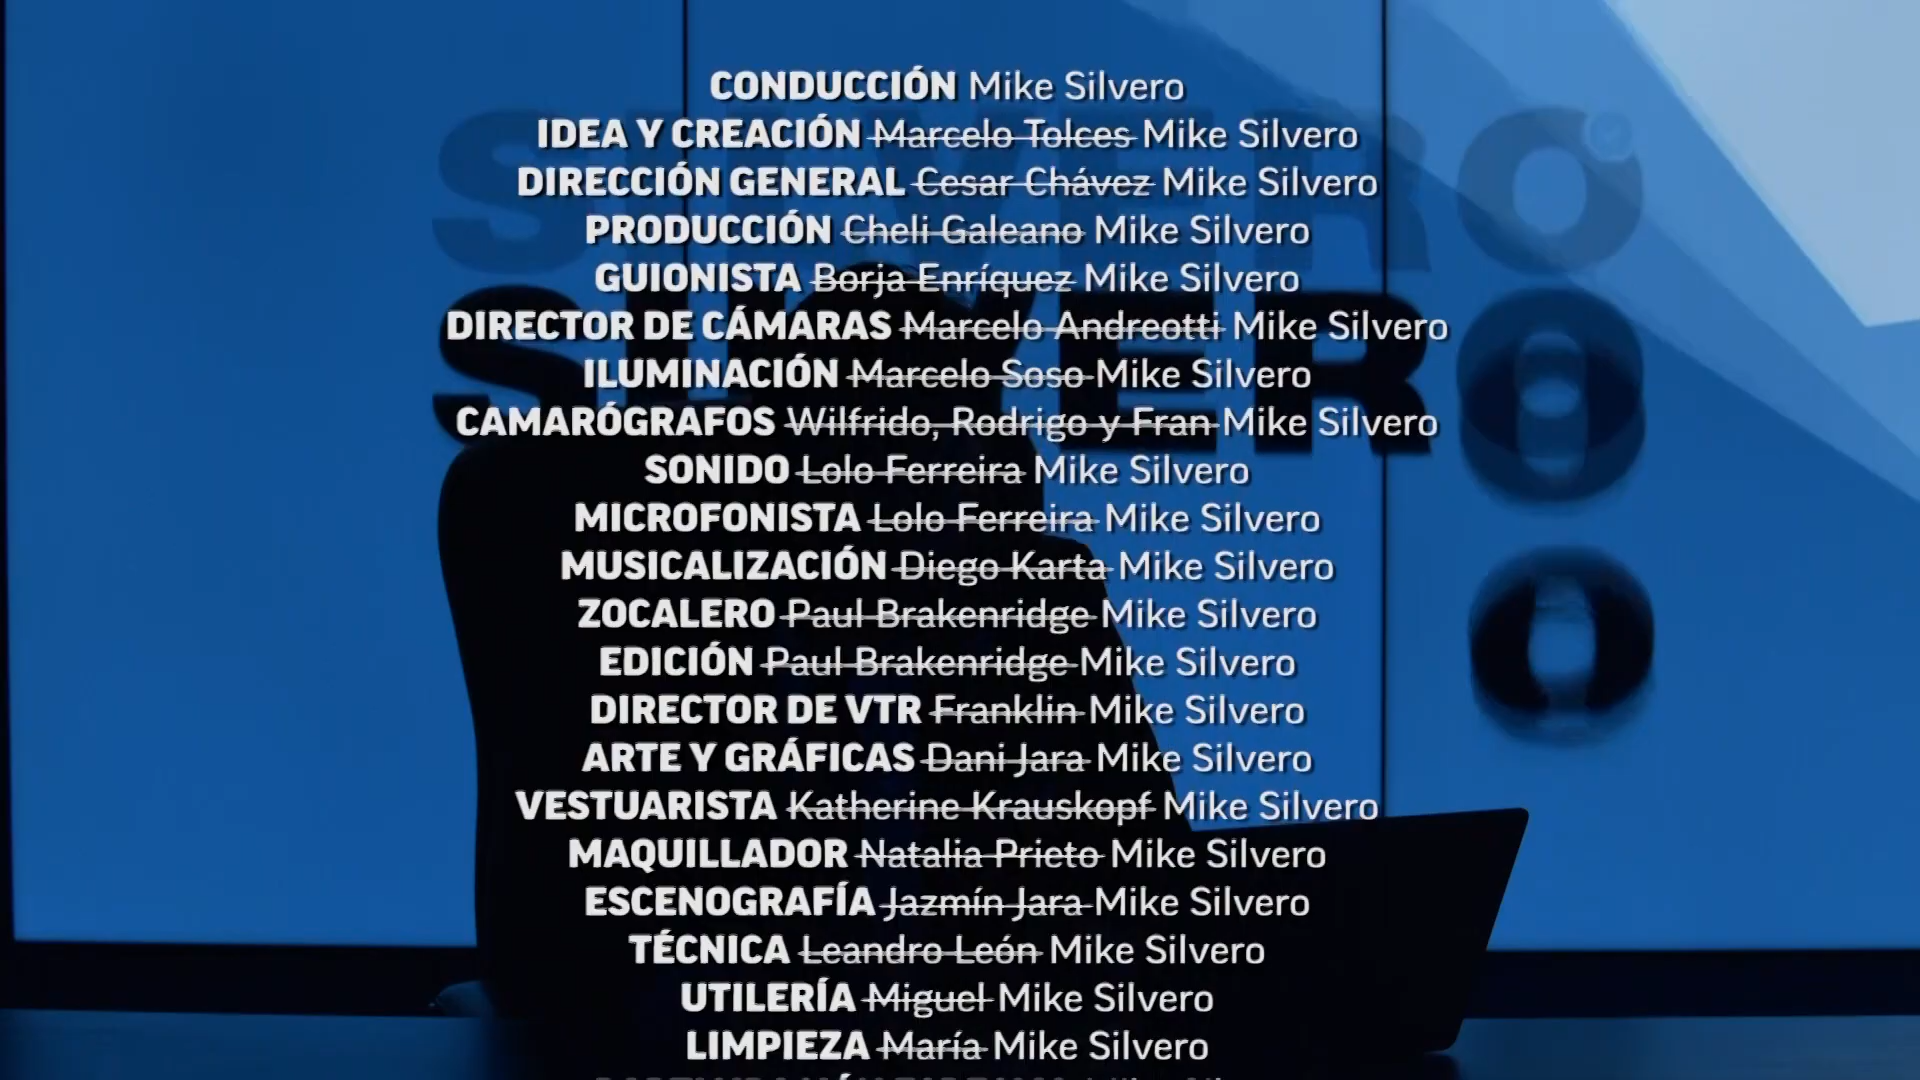 CONDUCCIÓN Mike Silvero
IDEA Y CREACIÓN Marcelo Tolces Mike Silvero
DIRECCIÓN GENERAL Cesar Chávez Mike Silvero
PRODUCCIÓN Cheli Galeano Mike Silvero
GUIONISTA Borja Enríquez Mike Silvero
DIRECTOR DE CÁMARAS Marcelo Andreotti Mike Silvero
ILUMINACIÓN Marcelo Soso Mike Silvero
CAMARÓGRAFOS Wilfrido, Rodrigo y Fran Mike Silvero
SONIDO Lolo Ferreira Mike Silvero
MICROFONISTA Lolo Ferreira Mike Silvero
MUSICALIZACIÓN Diego Karta Mike Silvero
ZOCALERO Paul Brakenridge Mike Silvero
EDICIÓN Paul Brakenridge Mike Silvero
DIRECTOR DE VTR Franklin Mike Silvero
ARTE Y GRÁFICAS Dani Jara Mike Silvero
VESTUARISTA Katherine Krauskopf Mike Silvero
MAQUILLADOR Natalia Prieto Mike Silvero
ESCENOGRAFÍA Jazmín Jara Mike Silvero
TÉCNICA Leandro León Mike Silvero
UTILERÍA Miguel Mike Silvero
LIMPIEZA María Mike Silvero
SILVERO